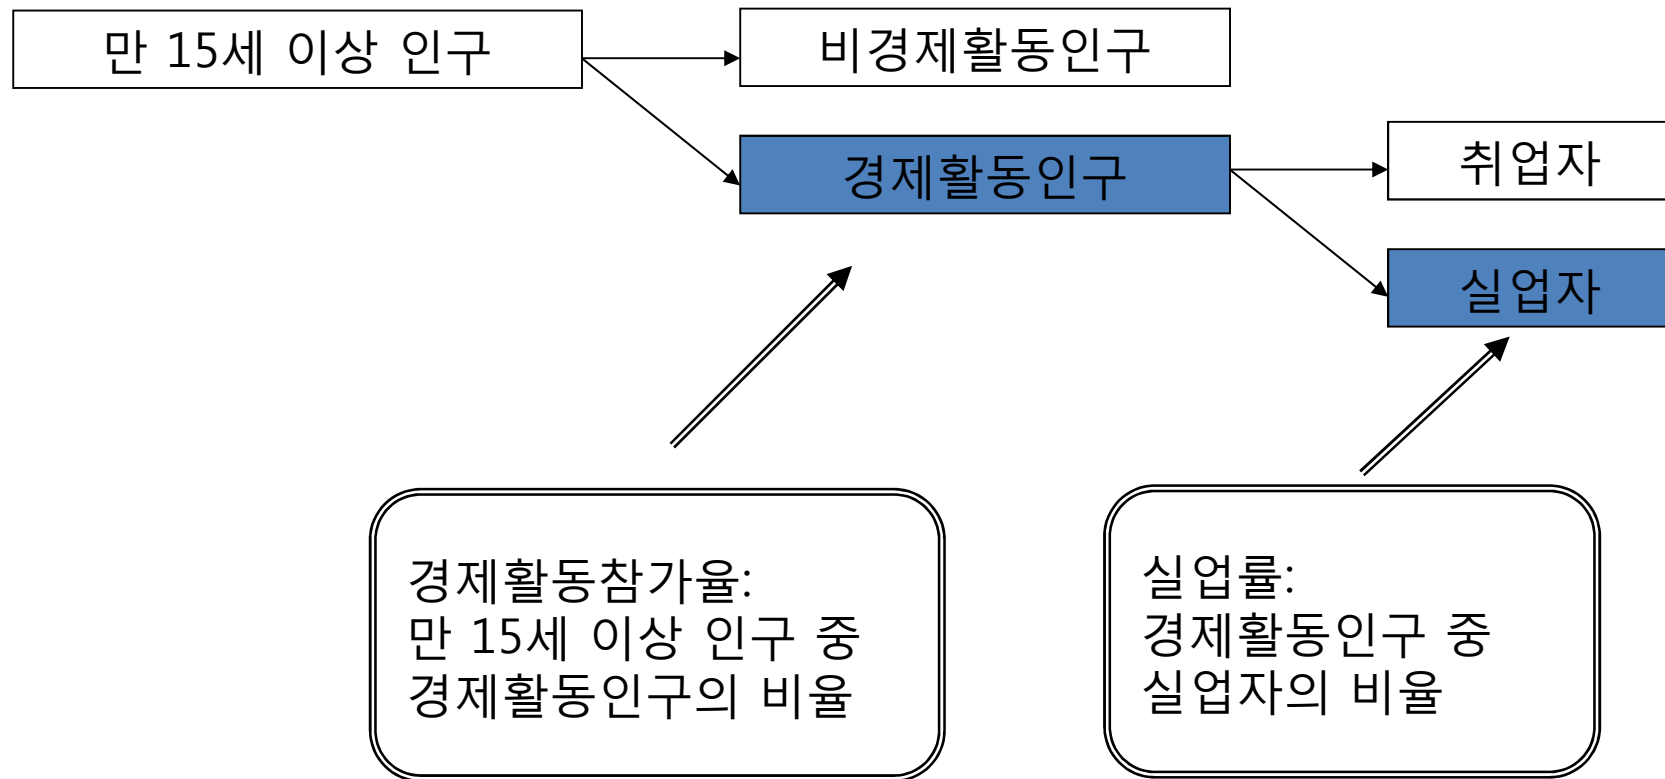 만 15세 이상 인구
비경제활동인구
경제활동인구
취업자
실업자
경제활동참가율:
만 15세 이상 인구 중
경제활동인구의 비율
실업률:
경제활동인구 중
실업자의 비율